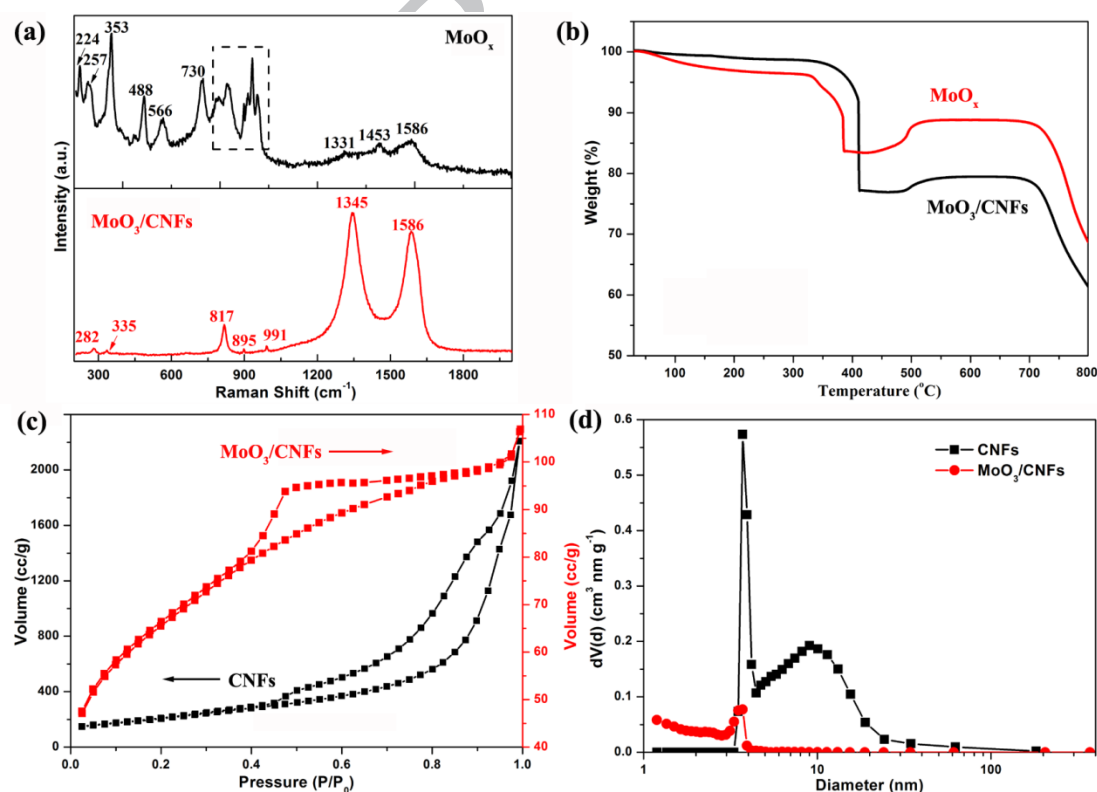 (a)
MoOx
224
257
353
488
566
730
1331
1453
1586
MoO3/CNFs
282
335
817
895
991
1345
1586
Intensity (a.u.)
300 600 900 1200 1500 1800
Raman Shift (cm-1)
(b)
MoOx
MoO3/CNFs
Weight (%)
100
90
80
70
60
50
100 200 300 400 500 600 700 800
Temperature (oC)
(c)
MoO3/CNFs
CNFs
Volume (cc/g)
2000
1600
1200
800
400
0
Volume (cc/g)
110
100
90
80
70
60
50
40
0.0 0.2 0.4 0.6 0.8 1.0
Pressure (P/P0)
(d)
CNFs
MoO3/CNFs
dV(d) (cm3 nm g-1)
0.6
0.5
0.4
0.3
0.2
0.1
0.0
1 10 100
Diameter (nm)